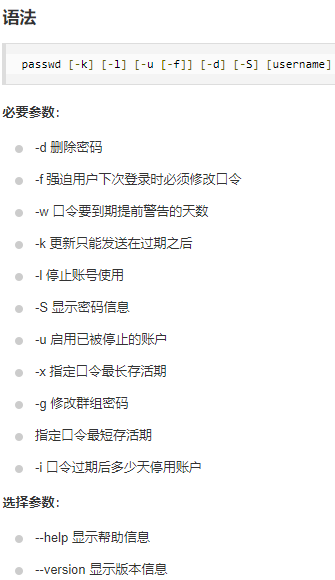 语法
passwd [-k] [-l] [-u [-f]] [-d] [-S] [username]
必要参数：
-d 删除密码
-f 强迫用户下次登录时必须修改口令
-w 口令要到期提前警告的天数
-k 更新只能发送在过期之后
-l 停止账号使用
-S 显示密码信息
-u 启用已被停止的账户
-x 指定口令最长存活期
-g 修改群组密码
指定口令最短存活期
-i 口令过期后多少天停用账户
选择参数：
--help 显示帮助信息
--version 显示版本信息